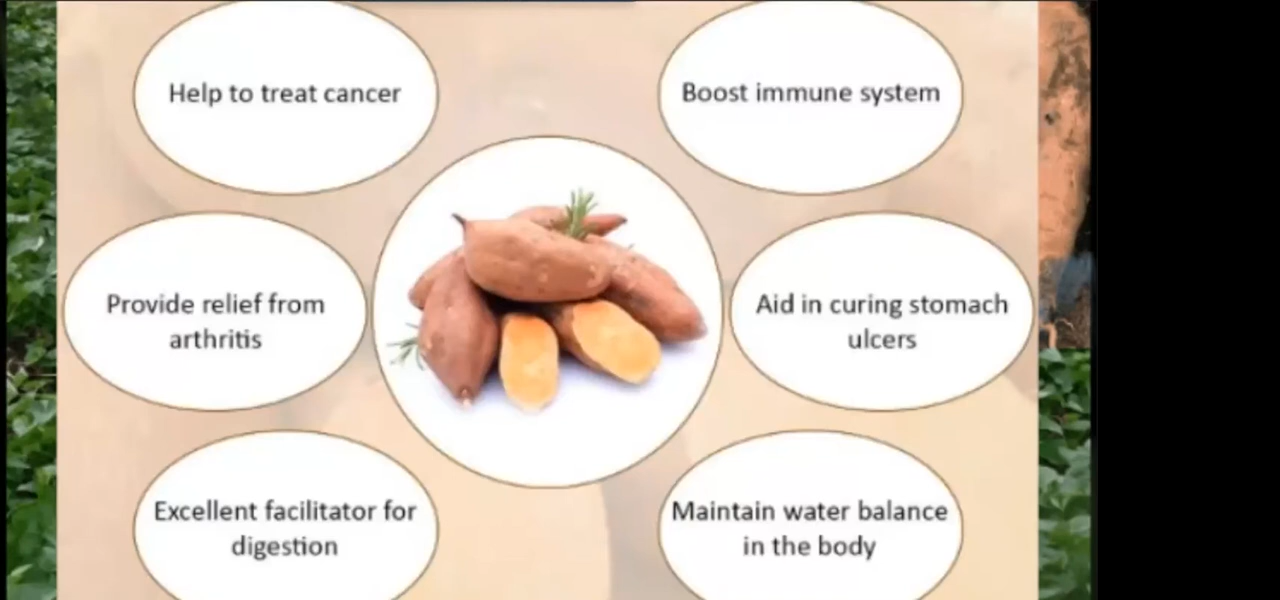 Help to treat cancer
Boost immune system
Provide relief from
arthritis
Aid in curing stomach
ulcers
Excellent facilitator for
digestion
Maintain water balance
in the body